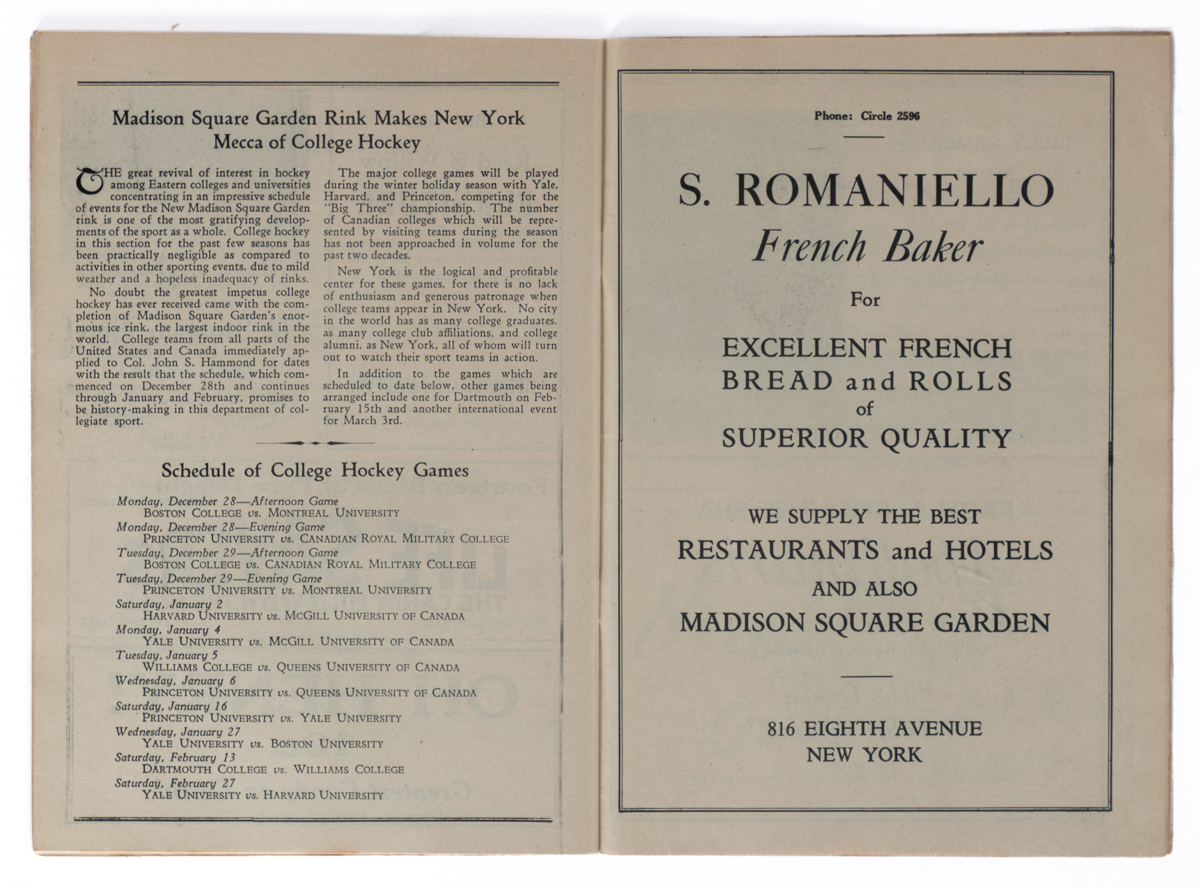 Madison Square Garden Rink Makes New York
Mecca of College Hockey
THE great revival of interest in hockey
among Eastern colleges and universities
concentrating in an impressive schedule
of events for the New Madison Square Garden
rink is one of the most gratifying develop-
ments of the sport as a whole. College hockey
in this section for the past few seasons has
been practically negligible as compared to
activities in other sporting events, due to mild
weather and a hopeless inadequacy of rinks.
No doubt the greatest impetus college
hockey has ever received came with the com-
pletion of Madison Square Garden's enor-
mous ice rink, the largest indoor rink in the
world. College teams from all parts of the
United States and Canada immediately ap-
plied to Col. John S. Hammond for dates
with the result that the schedule, which com-
menced on December 28th and continues
through January and February, promises to
be history-making in this department of col-
legiate sport.
The major college games will be played
during the winter holiday season with Yale,
Harvard, and Princeton, competing for the
"Big Three" championship. The number
of Canadian colleges which will be repre-
sented by visiting teams during the season
has not been approached in volume for the
past two decades.
New York is the logical and profitable
center for these games, for there is no lack
of enthusiasm and generous patronage when
college teams appear in New York. No city
in the world has as many college graduates,
as many college club affiliations, and college
alumni, as New York, all of whom will turn
out to watch their sport teams in action.
In addition to the games which are
scheduled to date below, other games being
arranged include one for Dartmouth on Feb-
ruary 15th and another international event
for March 3rd.
Schedule of College Hockey Games
Monday, December 28—Afternoon Game
BOSTON COLLEGE vs. MONTREAL UNIVERSITY
Monday, December 28—Evening Game
PRINCETON UNIVERSITY vs. CANADIAN ROYAL MILITARY COLLEGE
Tuesday, December 29—Afternoon Game
BOSTON COLLEGE vs. CANADIAN ROYAL MILITARY COLLEGE
Tuesday, December 29—Evening Game
PRINCETON UNIVERSITY vs. MONTREAL UNIVERSITY
Saturday, January 2
HARVARD UNIVERSITY vs. MCGILL UNIVERSITY OF CANADA
Monday, January 4
YALE UNIVERSITY vs. MCGILL UNIVERSITY OF CANADA
Tuesday, January 5
WILLIAMS COLLEGE vs. QUEENS UNIVERSITY OF CANADA
Wednesday, January 6
PRINCETON UNIVERSITY vs. QUEENS UNIVERSITY OF CANADA
Saturday, January 16
PRINCETON UNIVERSITY vs. YALE UNIVERSITY
Wednesday, January 27
YALE UNIVERSITY vs. BOSTON UNIVERSITY
Saturday, February 13
DARTMOUTH COLLEGE vs. WILLIAMS COLLEGE
Saturday, February 27
YALE UNIVERSITY vs. HARVARD UNIVERSITY
Phone: Circle 2596
S. ROMANIELLO
French Baker
For
EXCELLENT FRENCH
BREAD and ROLLS
of
SUPERIOR QUALITY
WE SUPPLY THE BEST
RESTAURANTS and HOTELS
AND ALSO
MADISON SQUARE GARDEN
816 EIGHTH AVENUE
NEW YORK